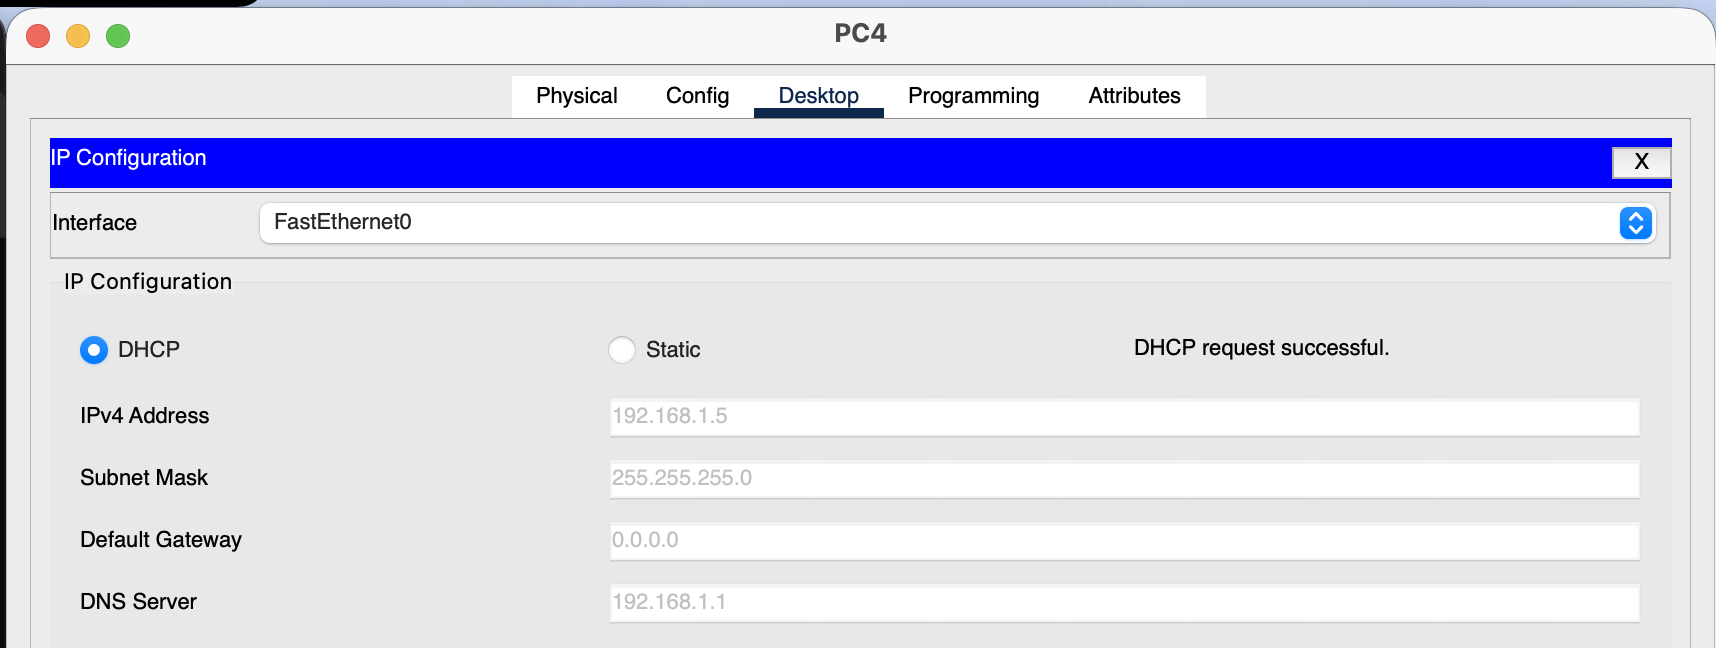 PC4
Physical Config Desktop Programming Attributes
IP Configuration X
Interface FastEthernet0
IP Configuration
DHCP Static DHCP request successful.
IPv4 Address 192.168.1.5
Subnet Mask 255.255.255.0
Default Gateway 0.0.0.0
DNS Server 192.168.1.1